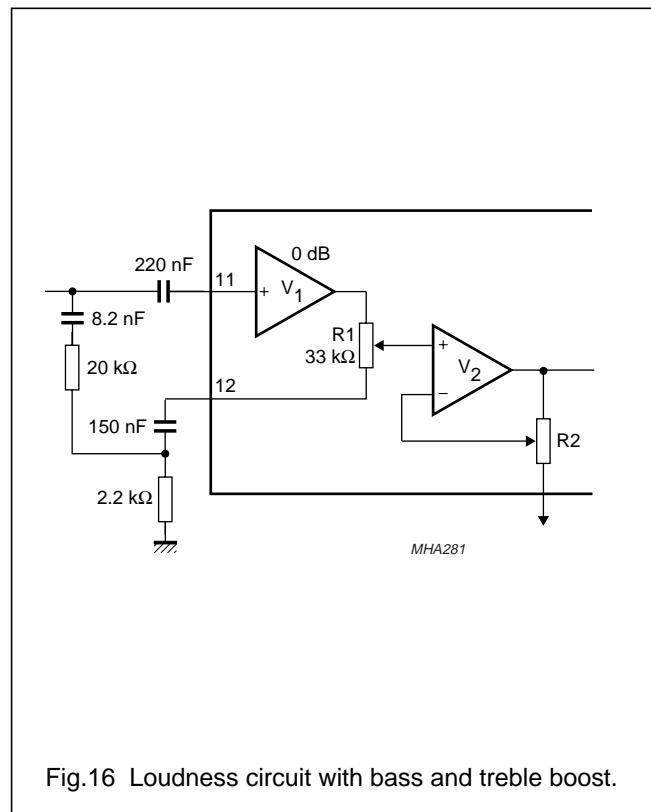 0 dB
220 nF
11
+
V1
8.2 nF
R1
33 kΩ
+
V2
−
20 kΩ
12
150 nF
R2
2.2 kΩ
MHA281
Fig.16 Loudness circuit with bass and treble boost.